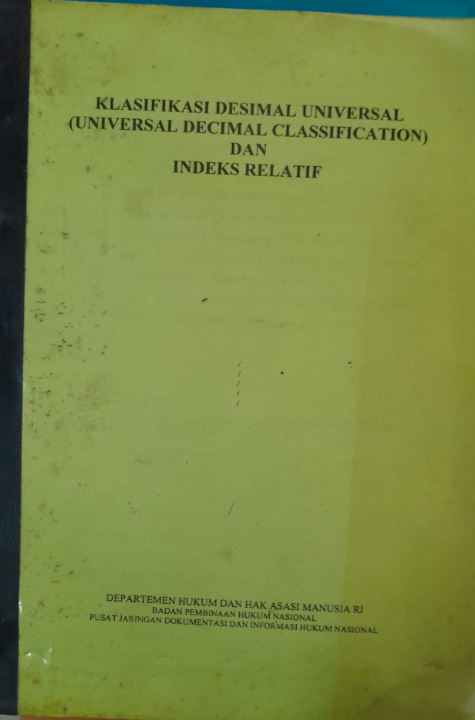 KLASIFIKASI DESIMAL UNIVERSAL
(UNIVERSAL DECIMAL CLASSIFICATION)
DAN
INDEKS RELATIF
DEPARTEMEN HUKUM DAN HAK ASASI MANUSIA RI
BADAN PEMBINAAN HUKUM NASIONAL
PUSAT JARINGAN DOKUMENTASI DAN INFORMASI HUKUM NASIONAL